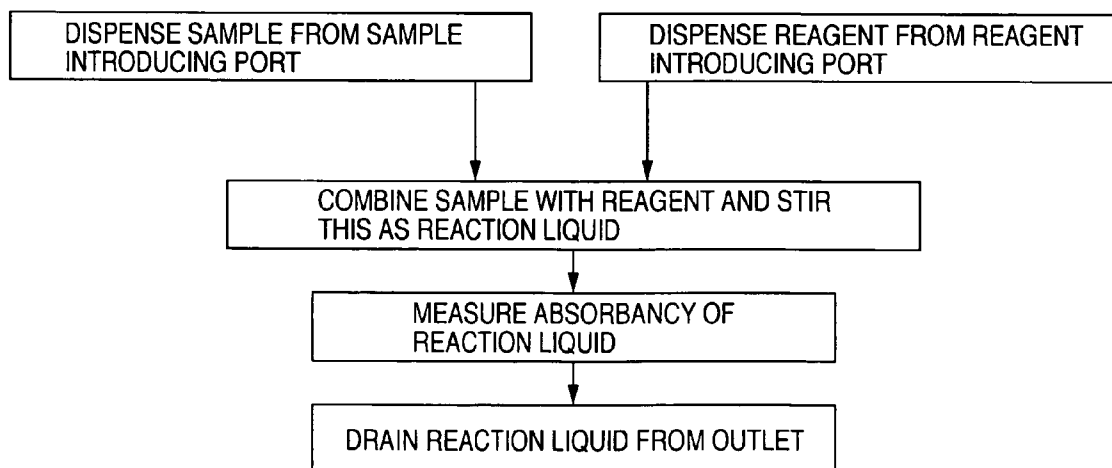 DISPENSE SAMPLE FROM SAMPLE
INTRODUCING PORT
DISPENSE REAGENT FROM REAGENT
INTRODUCING PORT
COMBINE SAMPLE WITH REAGENT AND STIR
THIS AS REACTION LIQUID
MEASURE ABSORBANCY OF
REACTION LIQUID
DRAIN REACTION LIQUID FROM OUTLET